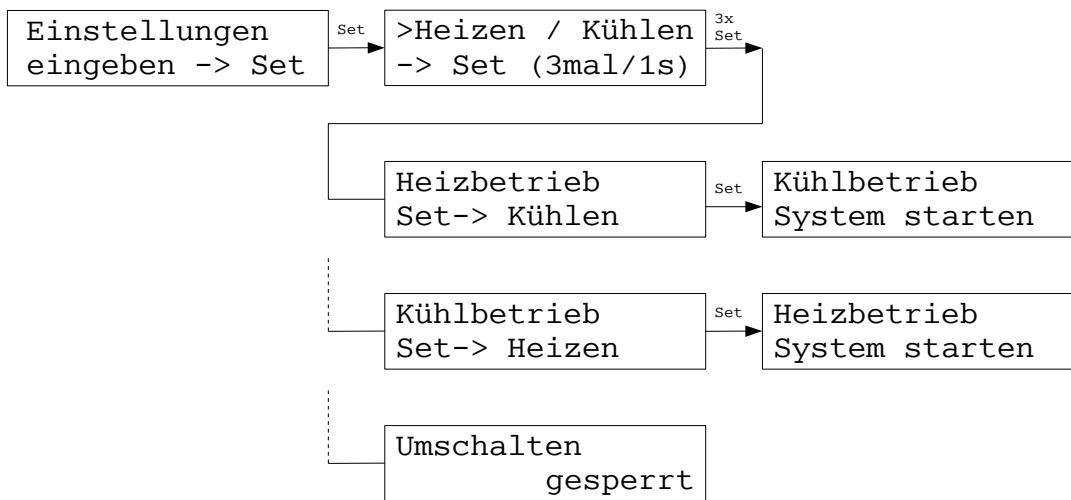 Einstellungen
eingeben -> Set
Set
>Heizen / Kühlen
-> Set (3mal/1s)
3x
Set
Heizbetrieb
Set-> Kühlen
Set
Kühlbetrieb
System starten
Kühlbetrieb
Set-> Heizen
Set
Heizbetrieb
System starten
Umschalten
gesperrt